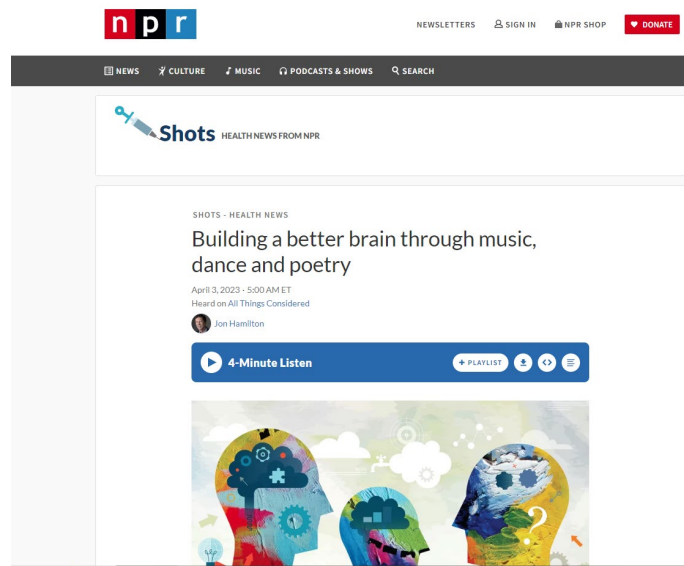 npr
NEWSLETTERS SIGN IN NPR SHOP DONATE
NEWS CULTURE MUSIC PODCASTS & SHOWS SEARCH
Shots HEALTH NEWS FROM NPR
SHOTS - HEALTH NEWS
Building a better brain through music,
dance and poetry
April 3, 2023 · 5:00 AM ET
Heard on All Things Considered
Jon Hamilton
4-Minute Listen + PLAYLIST
?